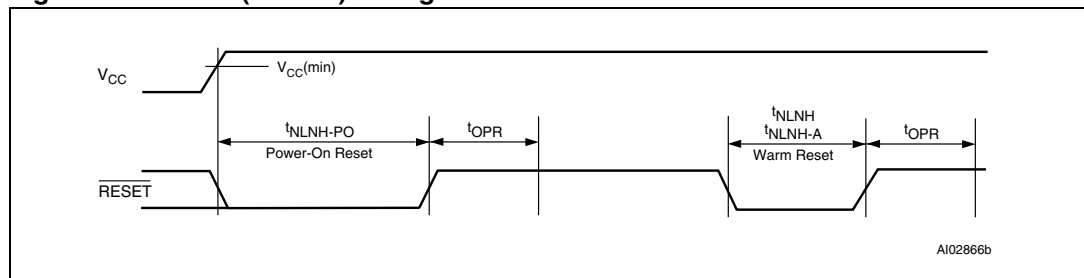 VCC
VCC(min)
tNLNH-PO
Power-On Reset
tOPR
tNLNH
tNLNH-A
Warm Reset
tOPR
RESET
AI02866b